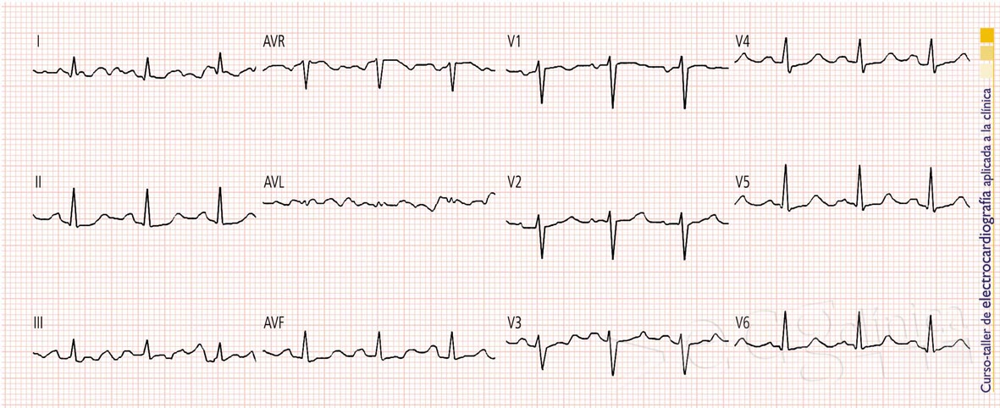 I AVR V1 V4
II AVL V2 V5
III AVF V3 V6
Curso-taller de electrocardiografía aplicada a la clínica